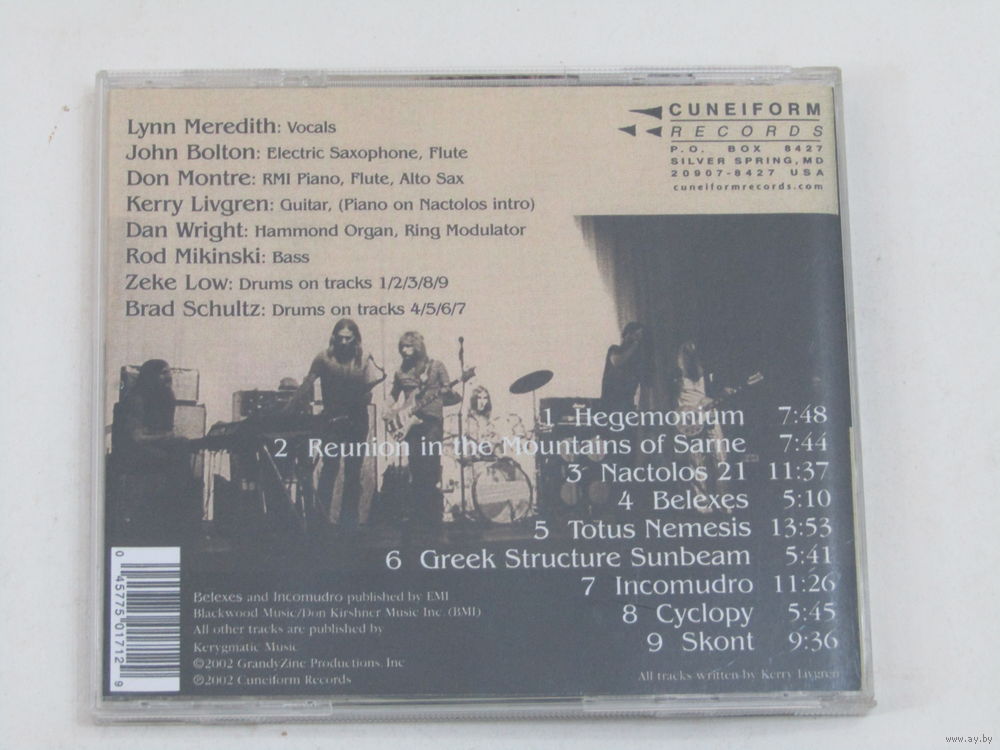 Lynn Meredith: Vocals
John Bolton: Electric Saxophone, Flute
Don Montre: RMI Piano, Flute, Alto Sax
Kerry Livgren: Guitar, (Piano on Nactolos intro)
Dan Wright: Hammond Organ, Ring Modulator
Rod Mikinski: Bass
Zeke Low: Drums on tracks 1/2/3/8/9
Brad Schultz: Drums on tracks 4/5/6/7
CUNEIFORM
RECORDS
P.O. BOX 8427
SILVER SPRING, MD
20907-8427 USA
cuneiformrecords.com
1 Hegemonium 7:48
2 Reunion in the Mountains of Sarne 7:44
3 Nactolos 21 11:37
4 Belexes 5:10
5 Totus Nemesis 13:53
6 Greek Structure Sunbeam 5:41
7 Incomudro 11:26
8 Cyclopy 5:45
9 Skont 9:36
All tracks written by Kerry Livgren
Belexes and Incomudro published by EMI
Blackwood Music/Don Kirshner Music Inc. (BMI)
All other tracks are published by
Kerygmatic Music
©2002 GrandyZine Productions, Inc
℗2002 Cuneiform Records
0 45775 01712 9
www.ay.by